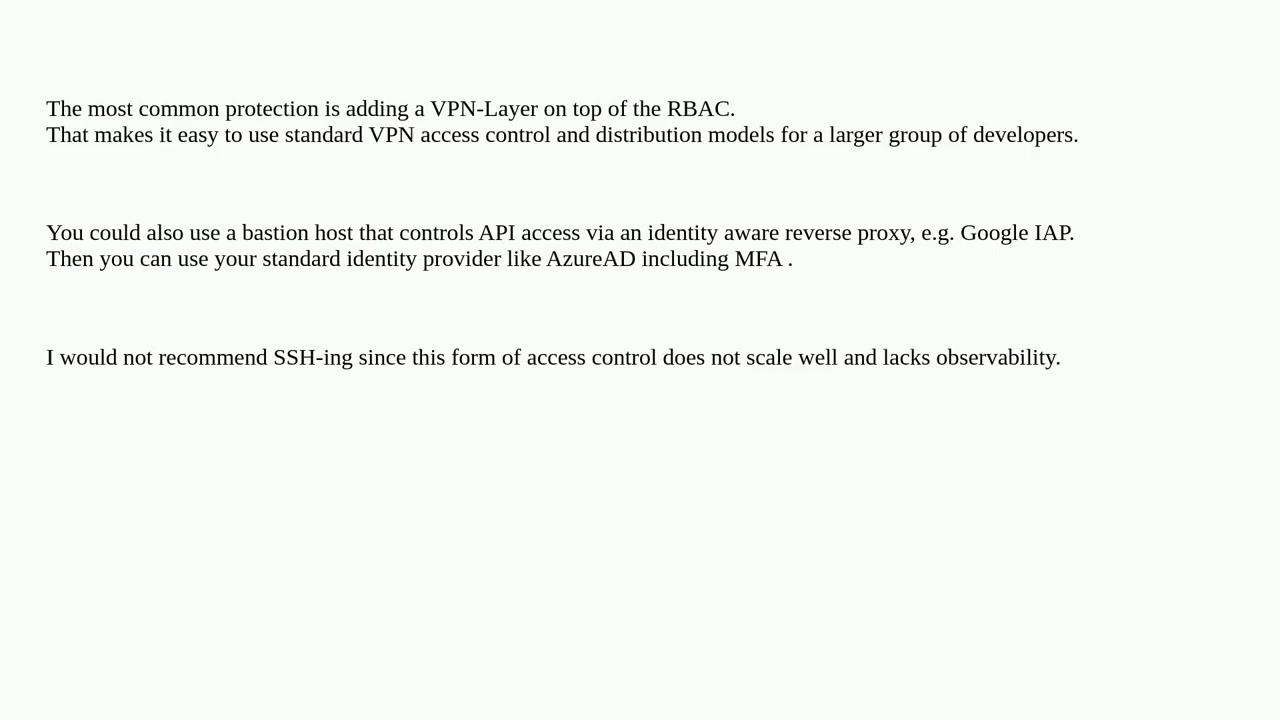 The most common protection is adding a VPN-Layer on top of the RBAC.
That makes it easy to use standard VPN access control and distribution models for a larger group of developers.
You could also use a bastion host that controls API access via an identity aware reverse proxy, e.g. Google IAP.
Then you can use your standard identity provider like AzureAD including MFA .
I would not recommend SSH-ing since this form of access control does not scale well and lacks observability.